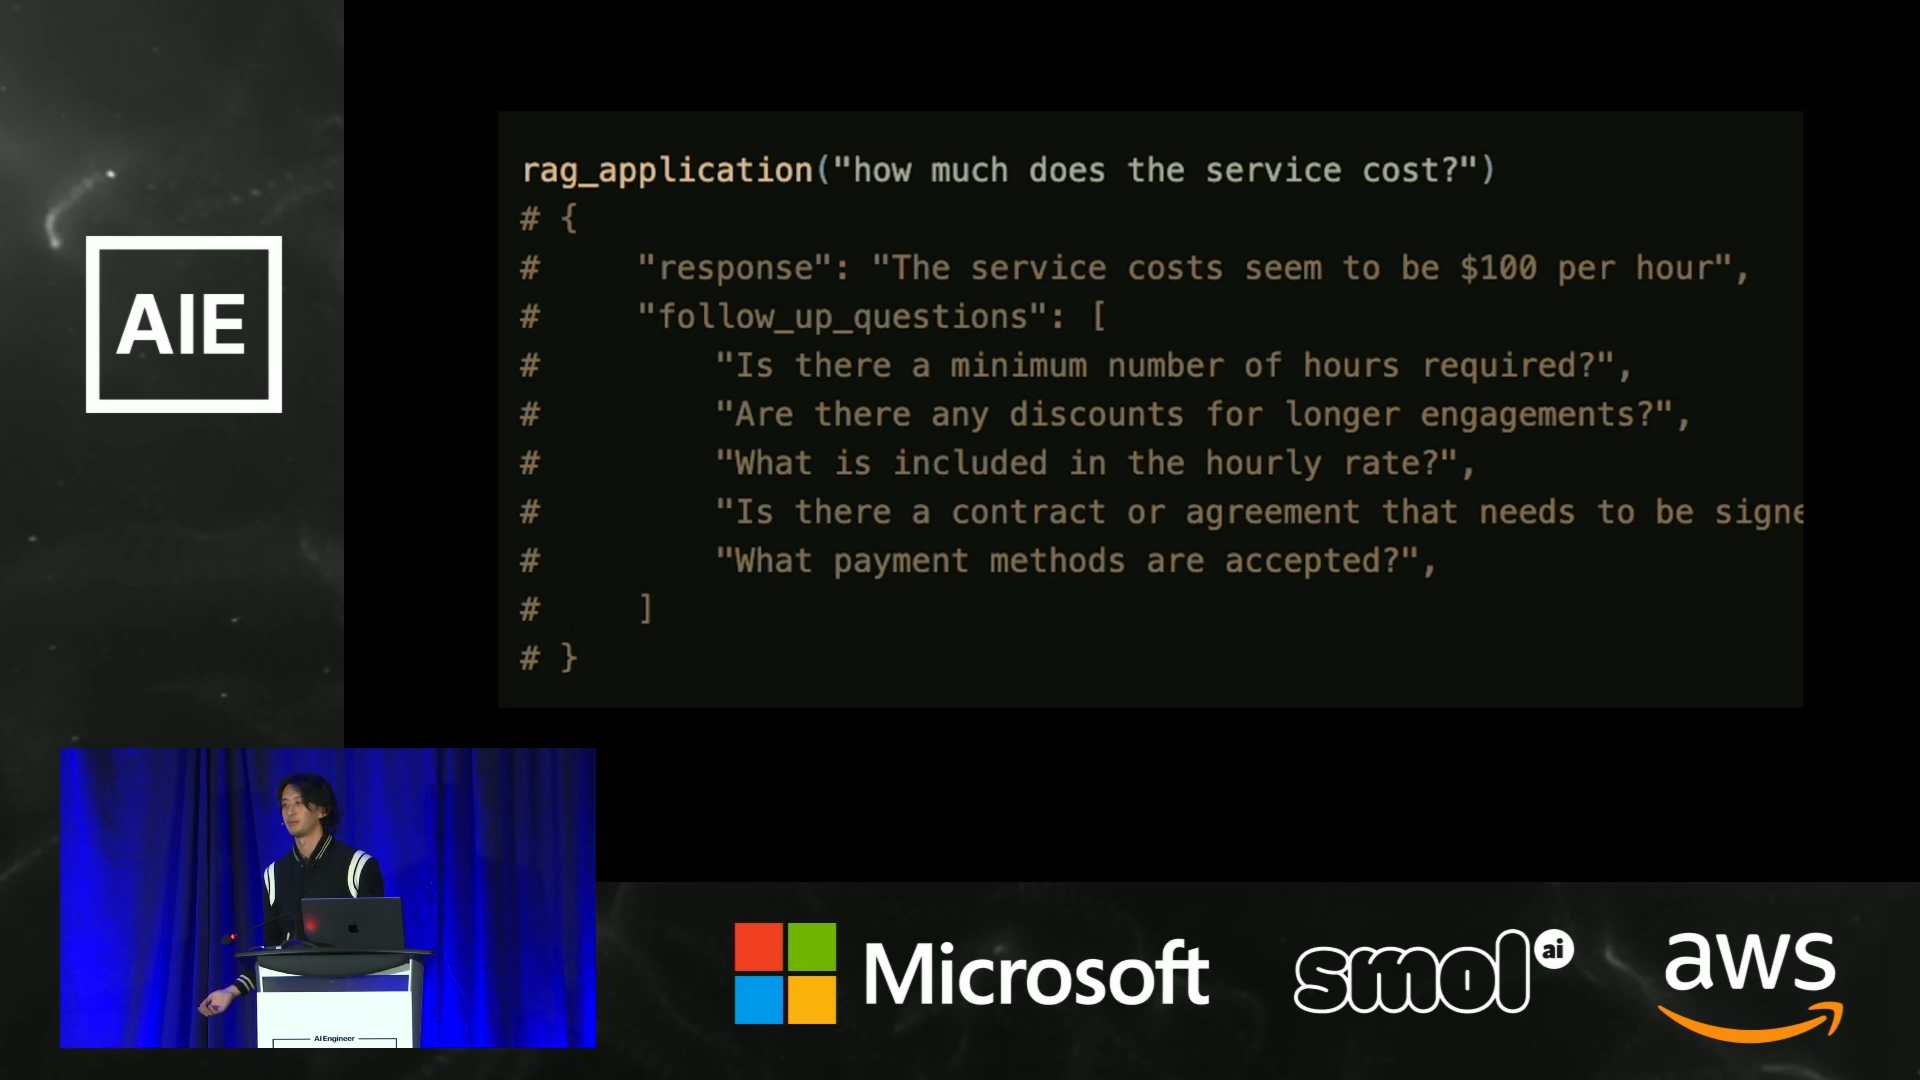 AIE
rag_application("how much does the service cost?")
# {
#     "response": "The service costs seem to be $100 per hour",
#     "follow_up_questions": [
#         "Is there a minimum number of hours required?",
#         "Are there any discounts for longer engagements?",
#         "What is included in the hourly rate?",
#         "Is there a contract or agreement that needs to be signe
#         "What payment methods are accepted?",
#     ]
# }
AI Engineer
Microsoft
smol ai
aws